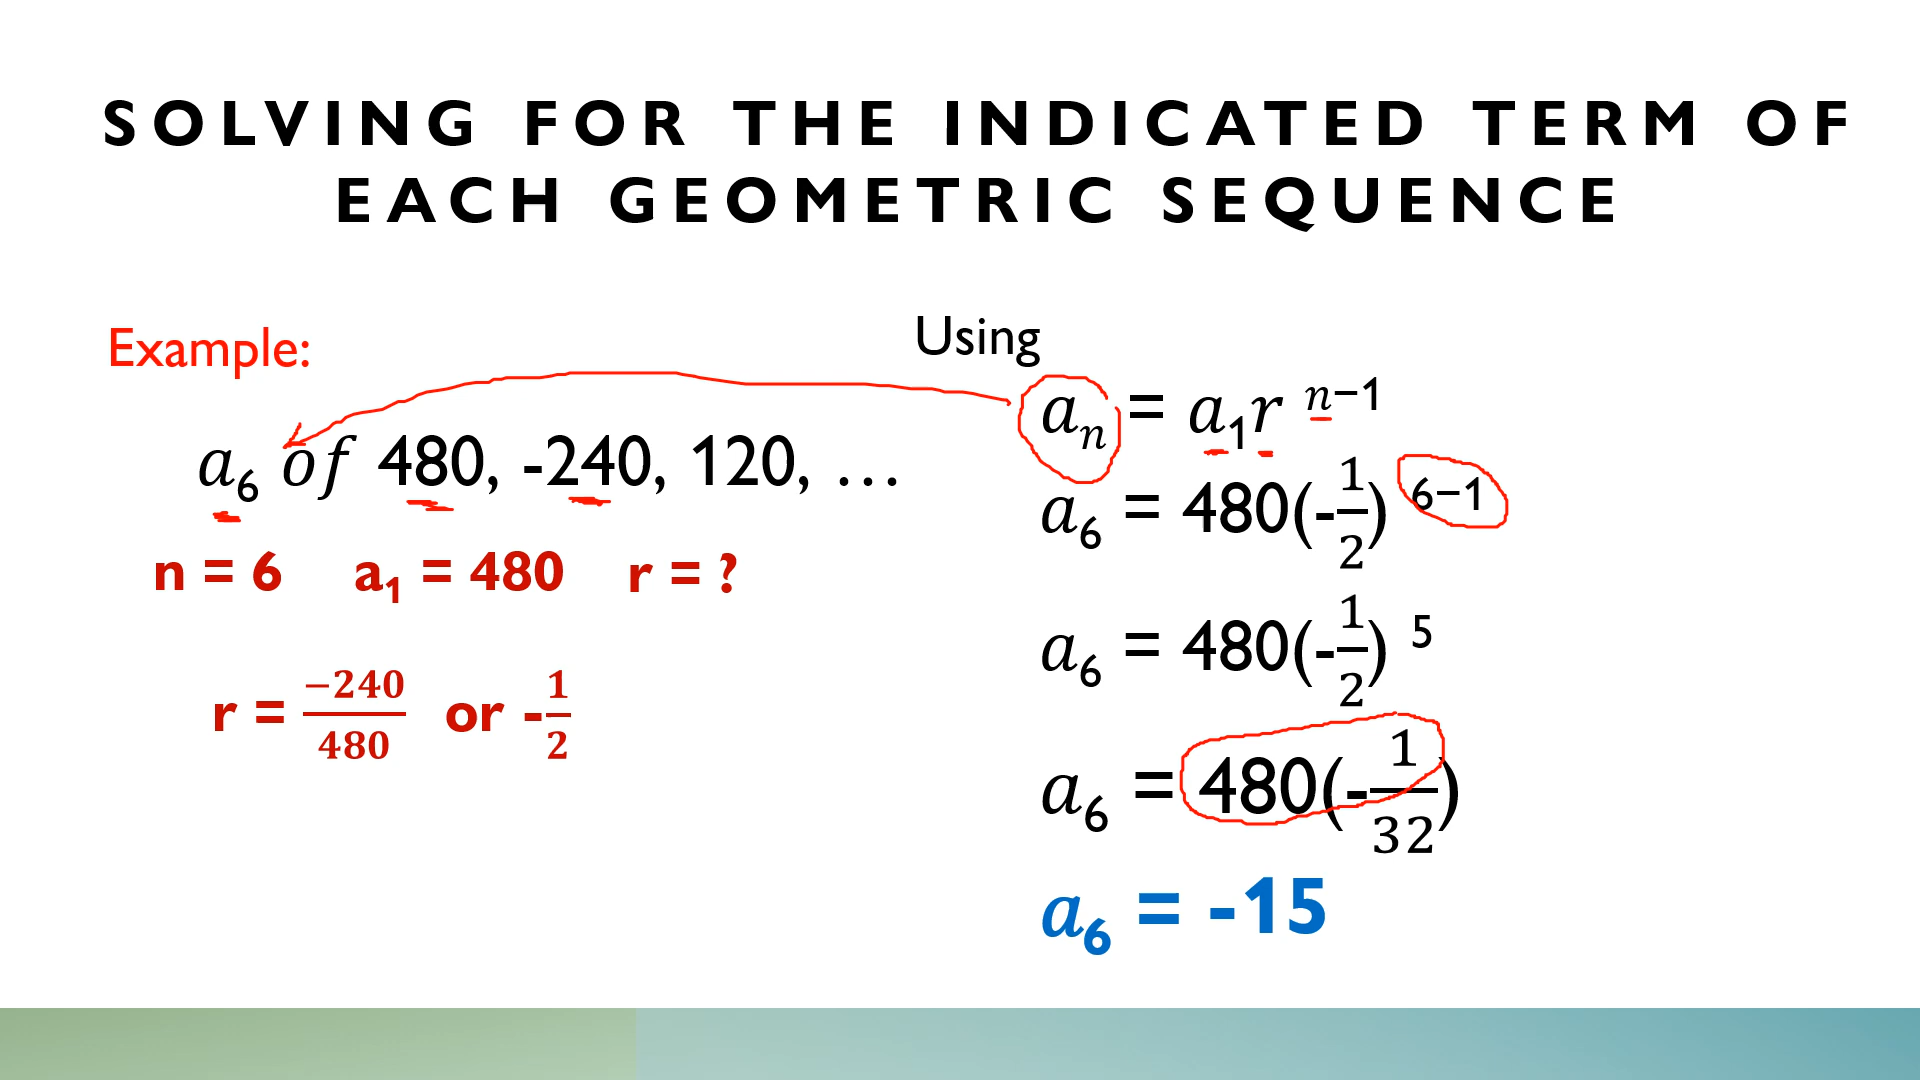 SOLVING FOR THE INDICATED TERM OF
EACH GEOMETRIC SEQUENCE
Example:
a₆ of 480, -240, 120, …
n = 6 a₁ = 480 r = ?
r = −240/480 or -1/2
Using
aₙ = a₁r ⁿ⁻¹
a₆ = 480(-1/2) ⁶⁻¹
a₆ = 480(-1/2) ⁵
a₆ = 480(-1/32)
a₆ = -15